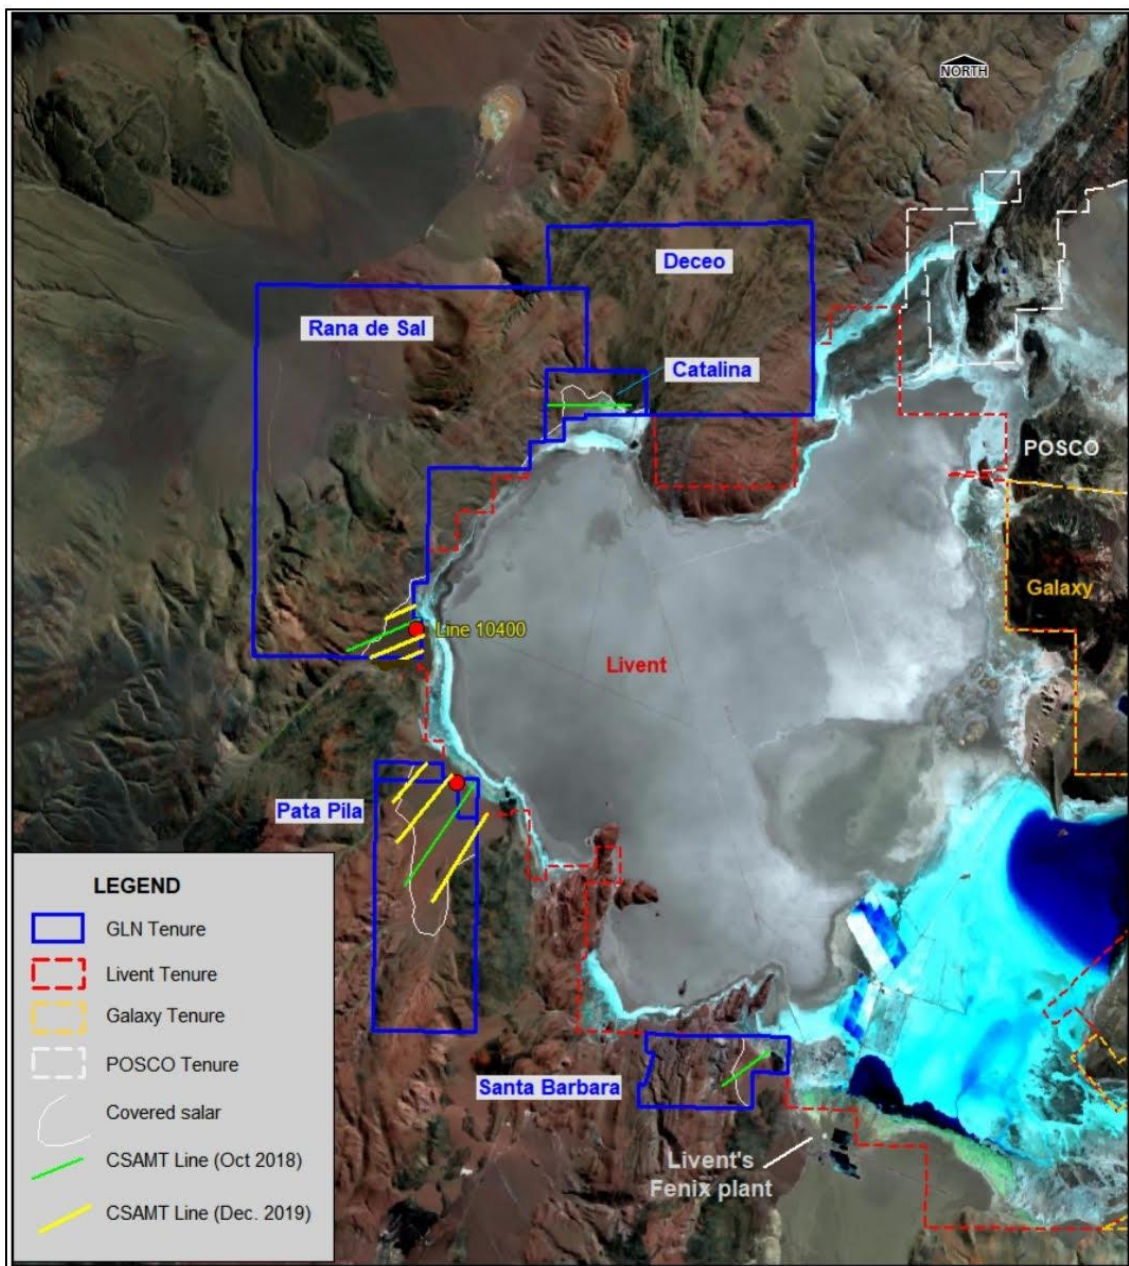 NORTH
Deceo
Rana de Sal
Catalina
POSCO
Galaxy
Line 10400
Livent
Pata Pila
Santa Barbara
Livent's
Fenix plant
LEGEND
GLN Tenure
Livent Tenure
Galaxy Tenure
POSCO Tenure
Covered salar
CSAMT Line (Oct 2018)
CSAMT Line (Dec. 2019)